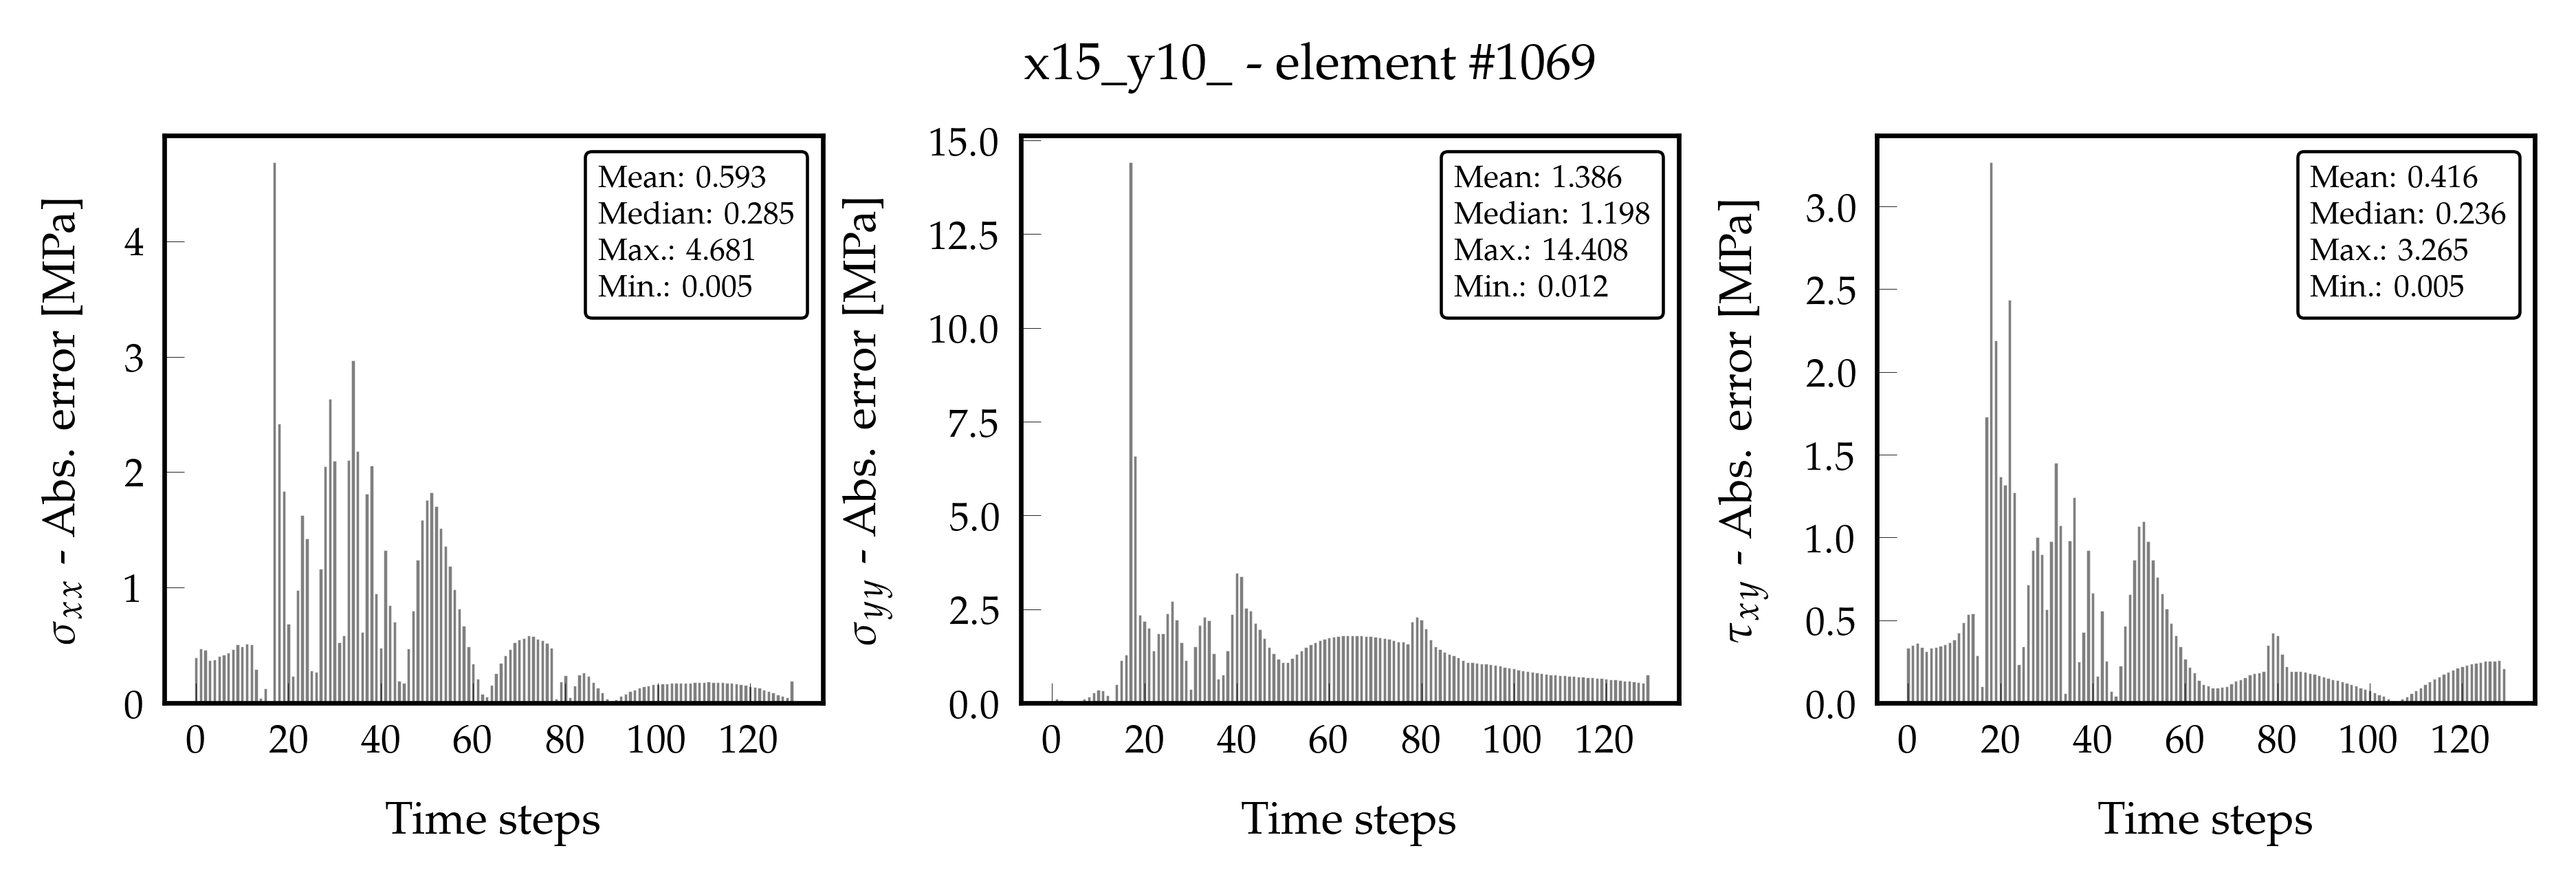 x15_y10_ - element #1069
σxx - Abs. error [MPa]
4
3
2
1
0
0 20 40 60 80 100 120
Time steps
Mean: 0.593
Median: 0.285
Max.: 4.681
Min.: 0.005
σyy - Abs. error [MPa]
15.0
12.5
10.0
7.5
5.0
2.5
0.0
0 20 40 60 80 100 120
Time steps
Mean: 1.386
Median: 1.198
Max.: 14.408
Min.: 0.012
τxy - Abs. error [MPa]
3.0
2.5
2.0
1.5
1.0
0.5
0.0
0 20 40 60 80 100 120
Time steps
Mean: 0.416
Median: 0.236
Max.: 3.265
Min.: 0.005